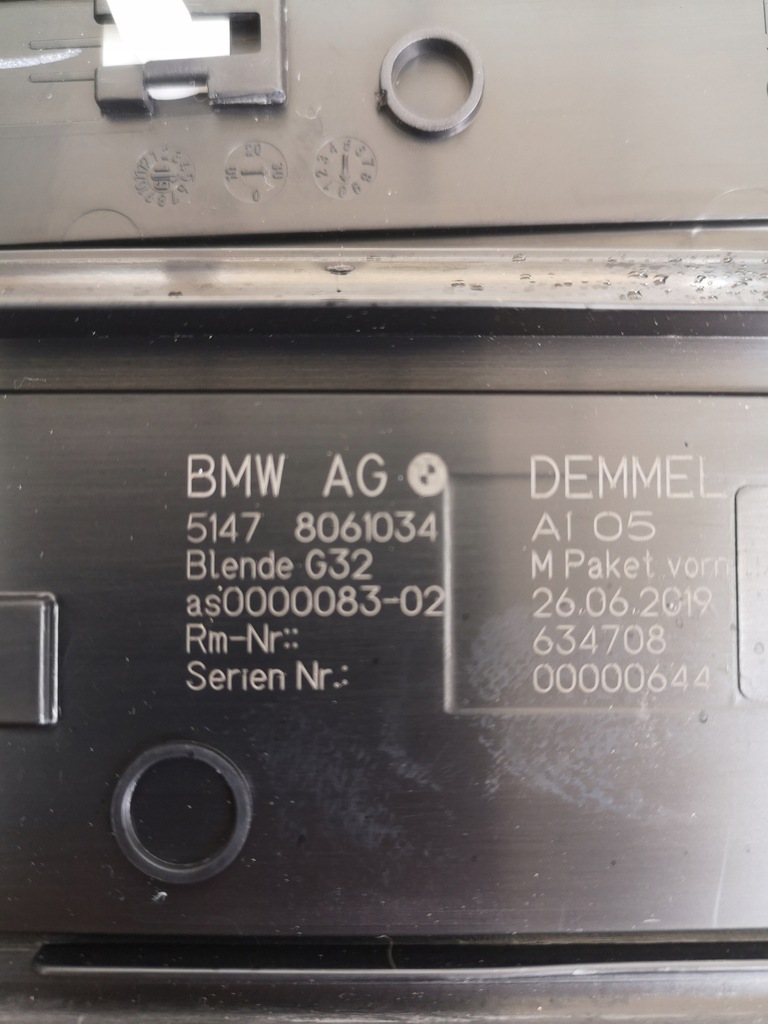 BMW AG DEMMEL
5147 8061034 AI 05
Blende G32 M Paket vorn
as0000083-02 26.06.2019
Rm-Nr.: 634708
Serien Nr.: 00000644